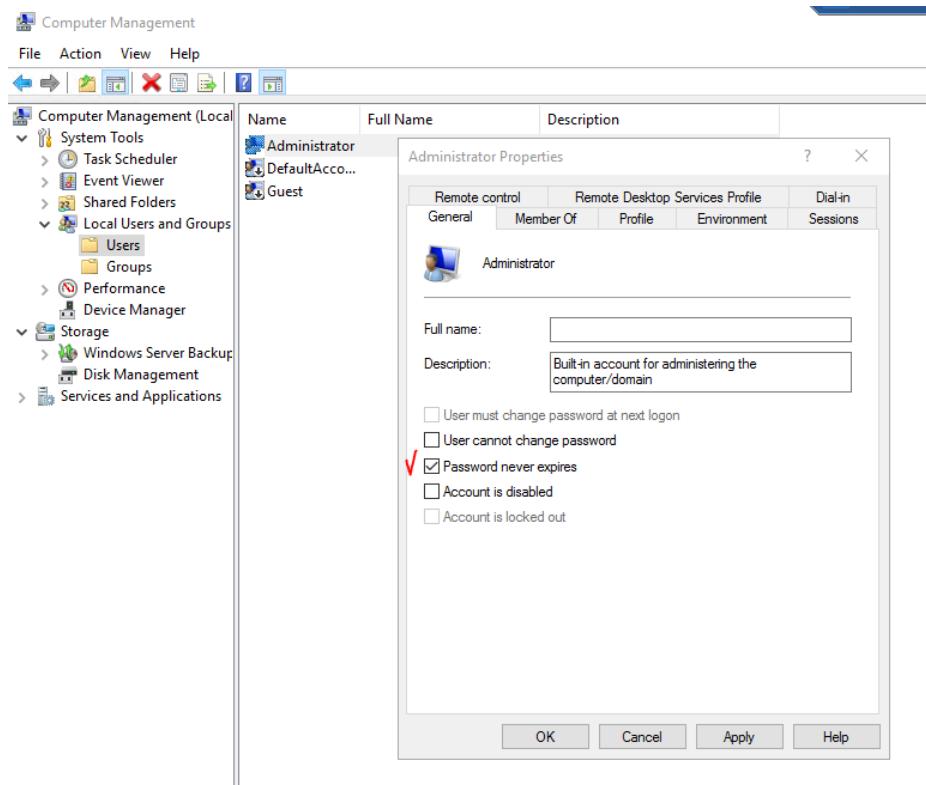 Computer Management
File Action View Help
Computer Management (Local
System Tools
Task Scheduler
Event Viewer
Shared Folders
Local Users and Groups
Users
Groups
Performance
Device Manager
Storage
Windows Server Backup
Disk Management
Services and Applications
Name Full Name Description
Administrator
DefaultAcco...
Guest
Administrator Properties ?
Remote control Remote Desktop Services Profile Dial-in
General Member Of Profile Environment Sessions
Administrator
Full name:
Description: Built-in account for administering the
computer/domain
User must change password at next logon
User cannot change password
√ Password never expires
Account is disabled
Account is locked out
OK Cancel Apply Help